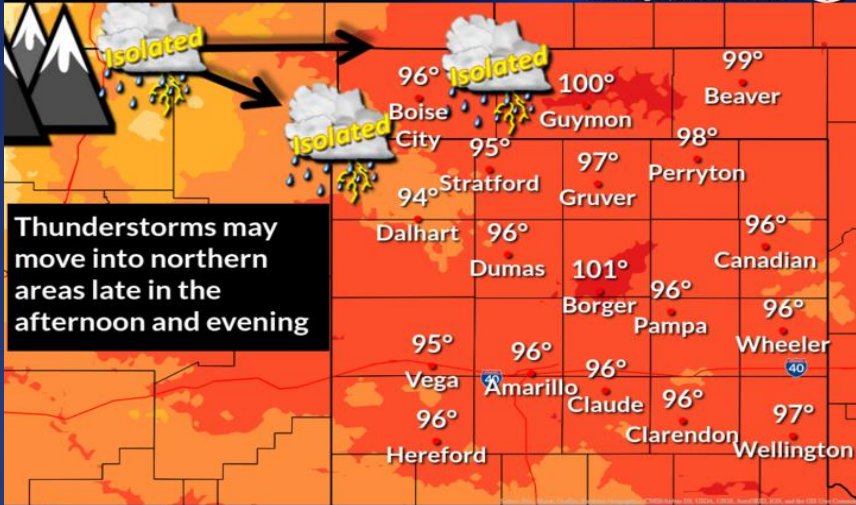 Isolated
Isolated
Isolated
96°
Boise
City
100°
Guymon
99°
Beaver
95°
Stratford
97°
Gruver
98°
Perryton
94°
Dalhart
96°
Dumas
101°
Borger
96°
Pampa
96°
Canadian
96°
Wheeler
Thunderstorms may
move into northern
areas late in the
afternoon and evening
95°
Vega
96°
Amarillo
96°
Claude
40
40
96°
Hereford
96°
Clarendon
97°
Wellington